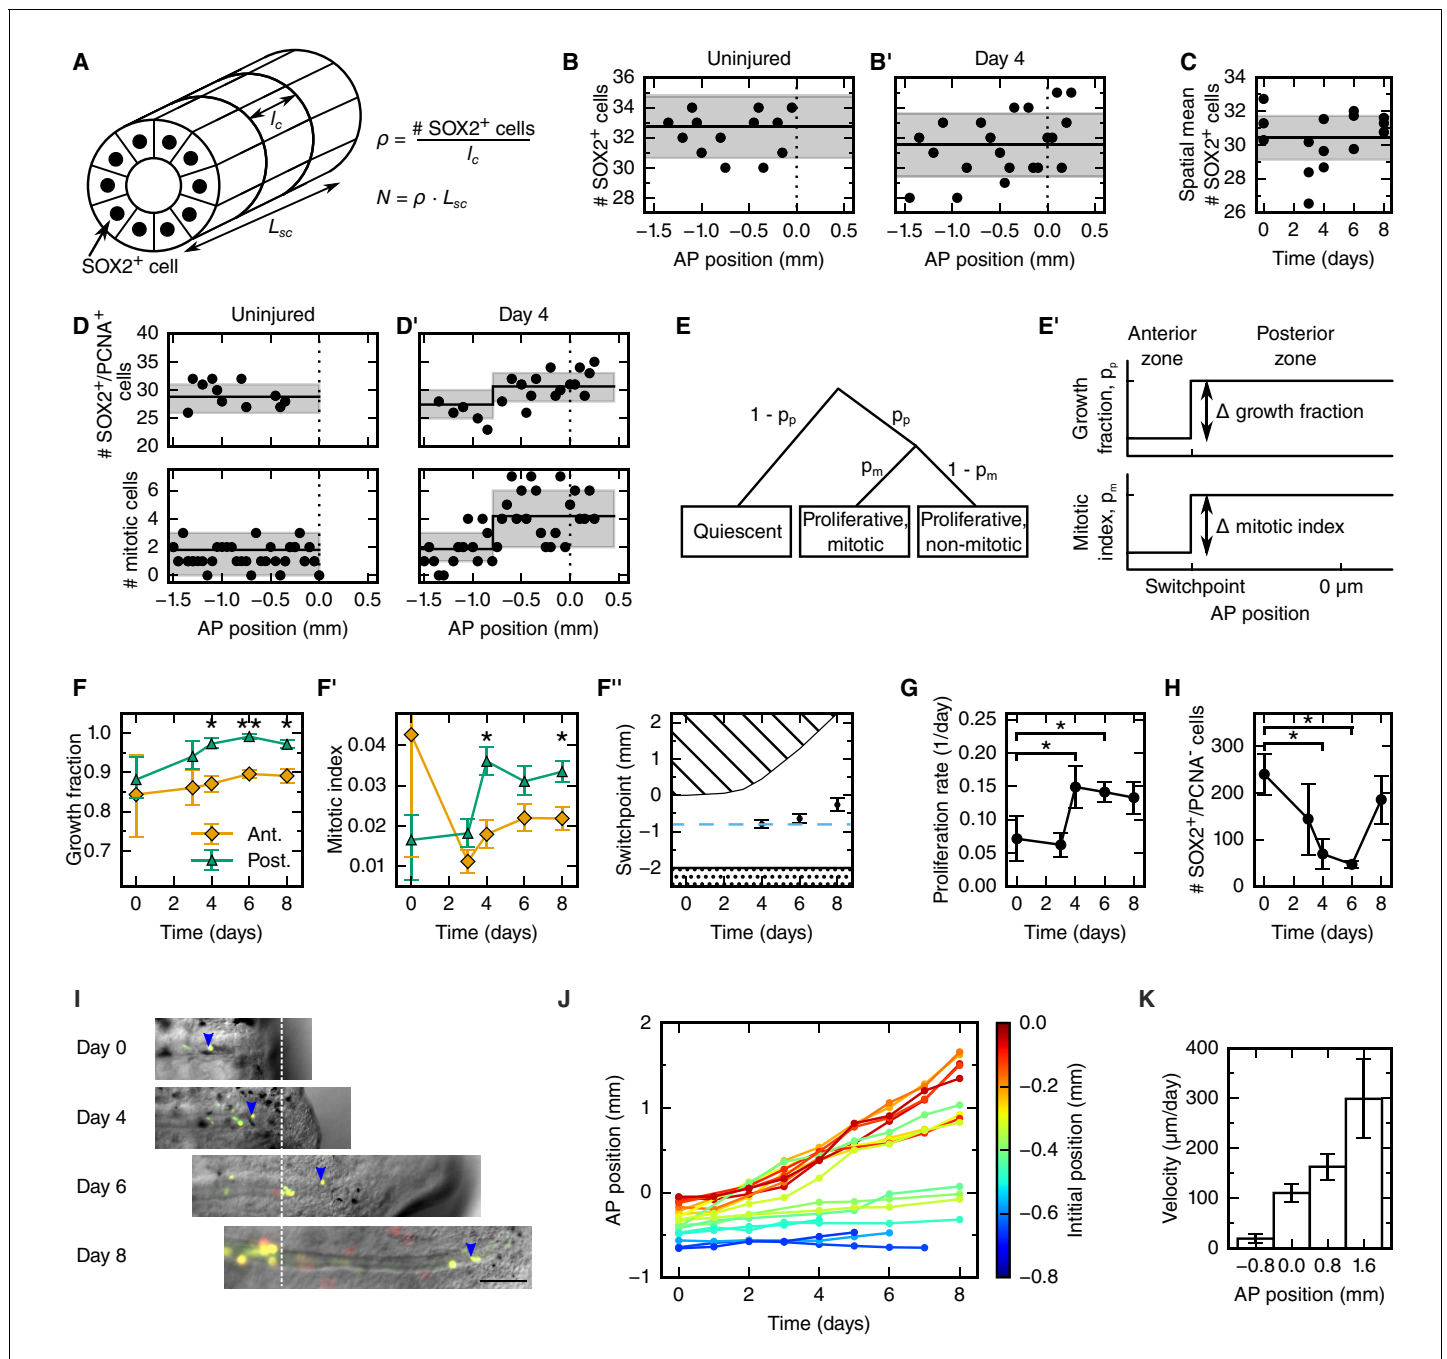 A
l_c
ρ = # SOX2⁺ cells / l_c
N = ρ · L_sc
L_sc
SOX2⁺ cell
B
Uninjured
# SOX2⁺ cells
36
34
32
30
28
−1.5 −1.0 −0.5 0.0 0.5
AP position (mm)
B'
Day 4
−1.5 −1.0 −0.5 0.0 0.5
AP position (mm)
C
Spatial mean
# SOX2⁺ cells
34
32
30
28
26
0 2 4 6 8
Time (days)
D
Uninjured
# SOX2⁺/PCNA⁺
cells
40
35
30
25
20
# mitotic cells
6
4
2
0
−1.5 −1.0 −0.5 0.0 0.5
AP position (mm)
D'
Day 4
−1.5 −1.0 −0.5 0.0 0.5
AP position (mm)
E
1 - p_p
p_p
p_m
1 - p_m
Quiescent
Proliferative,
mitotic
Proliferative,
non-mitotic
E'
Anterior
zone
Posterior
zone
Growth
fraction, p_p
Δ growth fraction
Mitotic
index, p_m
Δ mitotic index
Switchpoint
0 µm
AP position
F
Growth fraction
1.0
0.9
0.8
0.7
* ** *
Ant.
Post.
0 2 4 6 8
Time (days)
F'
Mitotic index
0.04
0.03
0.02
0.01
* *
0 2 4 6 8
Time (days)
F''
Switchpoint (mm)
2
1
0
−1
−2
0 2 4 6 8
Time (days)
G
Proliferation rate (1/day)
0.25
0.20
0.15
0.10
0.05
0.00
*
*
0 2 4 6 8
Time (days)
H
# SOX2⁺/PCNA⁻ cells
300
200
100
0
*
*
0 2 4 6 8
Time (days)
I
Day 0
Day 4
Day 6
Day 8
J
AP position (mm)
2
1
0
−1
0 2 4 6 8
Time (days)
0.0
−0.2
−0.4
−0.6
−0.8
Intitial position (mm)
K
Velocity (µm/day)
400
300
200
100
0
−0.8 0.0 0.8 1.6
AP position (mm)